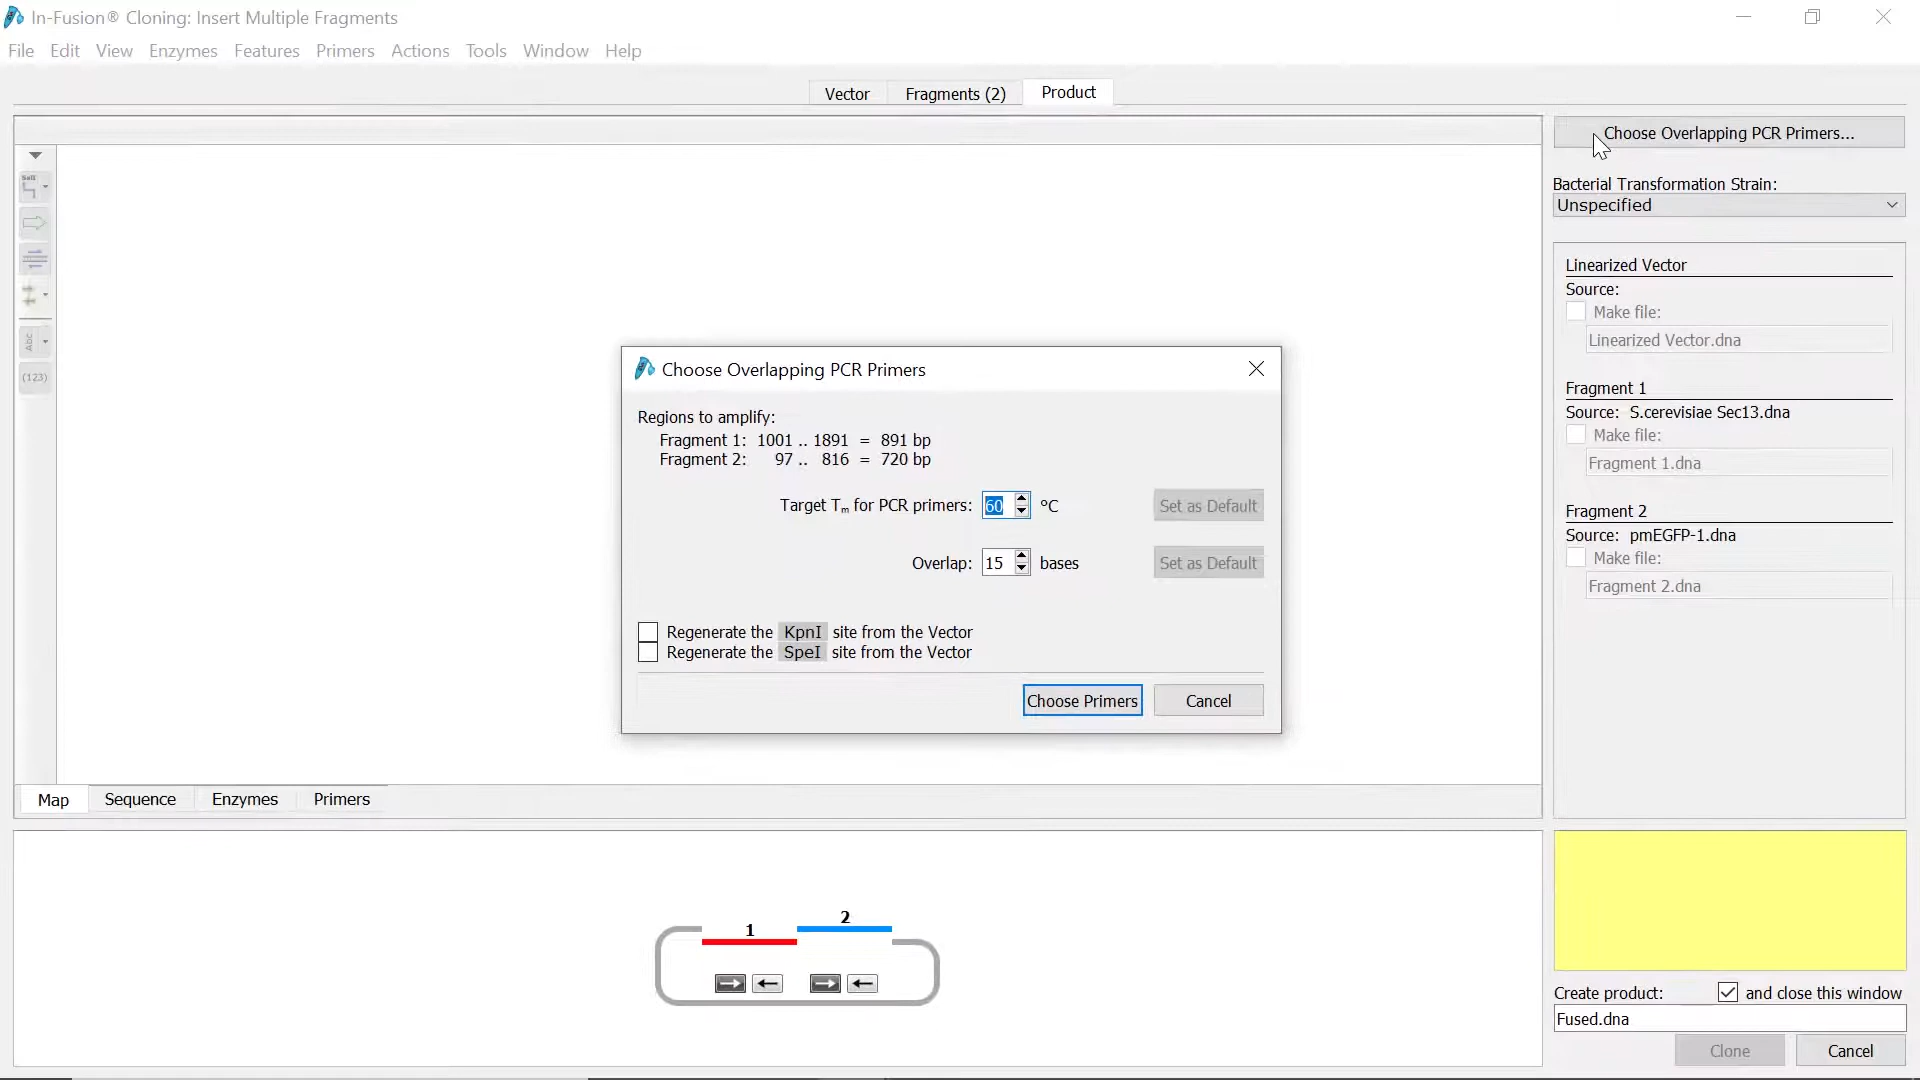 In-Fusion® Cloning: Insert Multiple Fragments
File Edit View Enzymes Features Primers Actions Tools Window Help
Vector Fragments (2) Product
Choose Overlapping PCR Primers...
Bacterial Transformation Strain:
Unspecified
Linearized Vector
Source:
Make file:
Linearized Vector.dna
Fragment 1
Source: S.cerevisiae Sec13.dna
Make file:
Fragment 1.dna
Fragment 2
Source: pmEGFP-1.dna
Make file:
Fragment 2.dna
SalI
Abc
(123)
Choose Overlapping PCR Primers
Regions to amplify:
Fragment 1: 1001 .. 1891 = 891 bp
Fragment 2: 97 .. 816 = 720 bp
Target Tₘ for PCR primers: 60 °C Set as Default
Overlap: 15 bases Set as Default
Regenerate the KpnI site from the Vector
Regenerate the SpeI site from the Vector
Choose Primers Cancel
Map Sequence Enzymes Primers
1 2
Create product: and close this window
Fused.dna
Clone Cancel